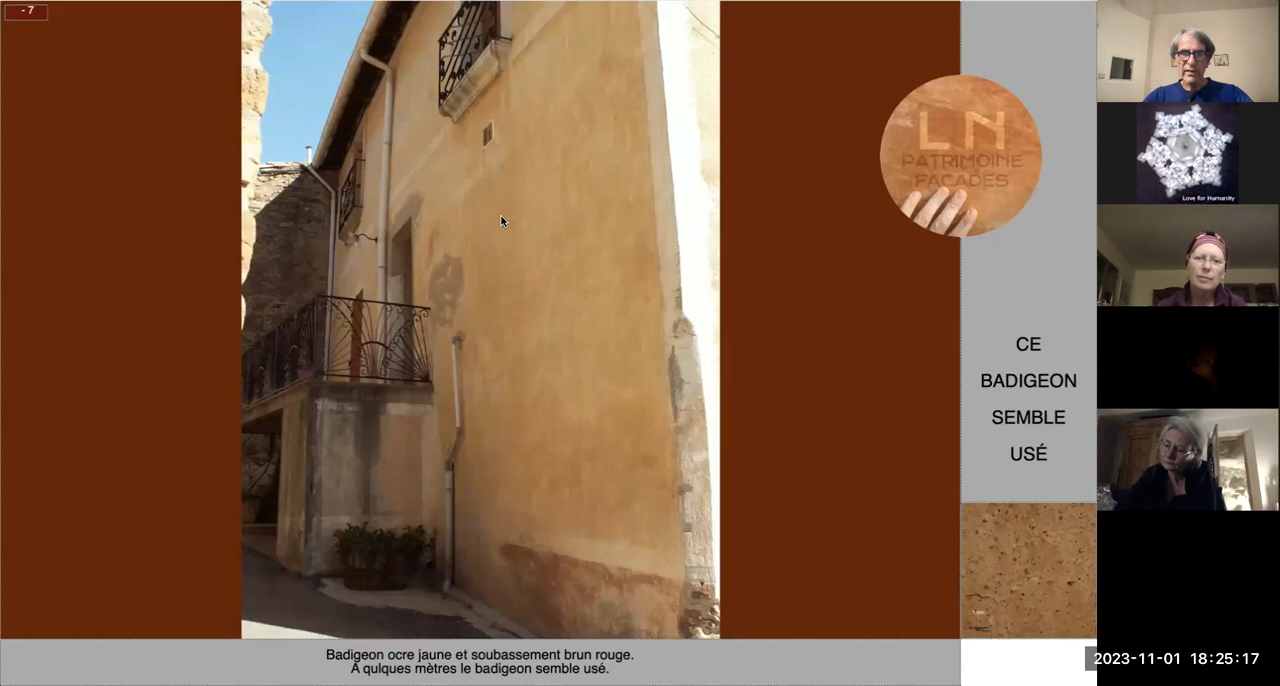 - 7
LN
PATRIMOINE
FAÇADES
Love for Humanity
CE
BADIGEON
SEMBLE
USÉ
Badigeon ocre jaune et soubassement brun rouge.
À qulques mètres le badigeon semble usé.
2023-11-01 18:25:17